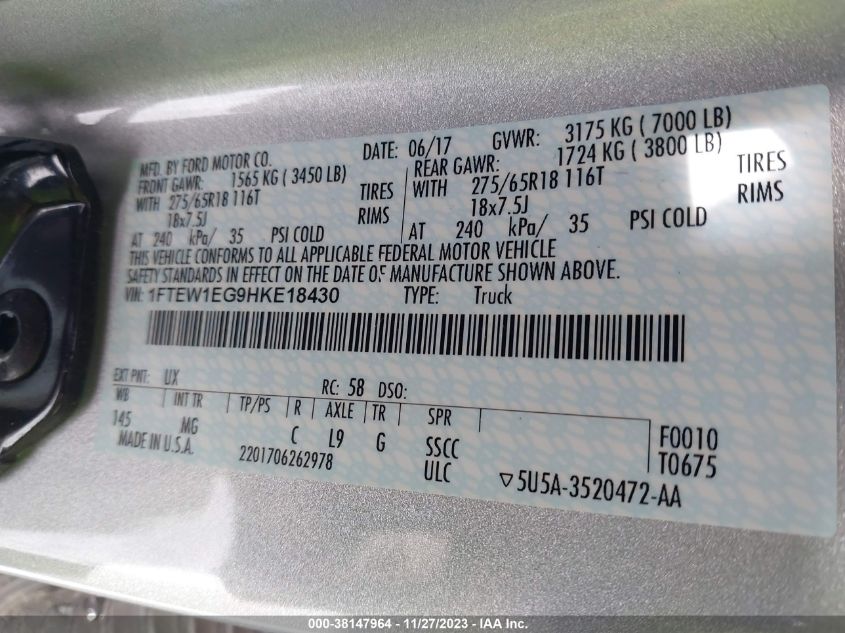 MFD. BY FORD MOTOR CO.
DATE: 06/17 GVWR: 3175 KG ( 7000 LB)
FRONT GAWR: 1565 KG ( 3450 LB) REAR GAWR: 1724 KG ( 3800 LB)
WITH 275/65R18 116T TIRES WITH 275/65R18 116T TIRES
18x7.5J RIMS 18x7.5J RIMS
AT 240 kPa/ 35 PSI COLD AT 240 kPa/ 35 PSI COLD
THIS VEHICLE CONFORMS TO ALL APPLICABLE FEDERAL MOTOR VEHICLE
SAFETY STANDARDS IN EFFECT ON THE DATE OF MANUFACTURE SHOWN ABOVE.
VIN: 1FTEW1EG9HKE18430 TYPE: Truck
EXT PNT: UX RC: 58 DSO:
WB INT TR TP/PS R AXLE TR SPR
145 MG C L9 G SSCC F0010
MADE IN U.S.A. 2201706262978 ULC T0675
▽5U5A-3520472-AA
000-38147964 - 11/27/2023 - IAA Inc.